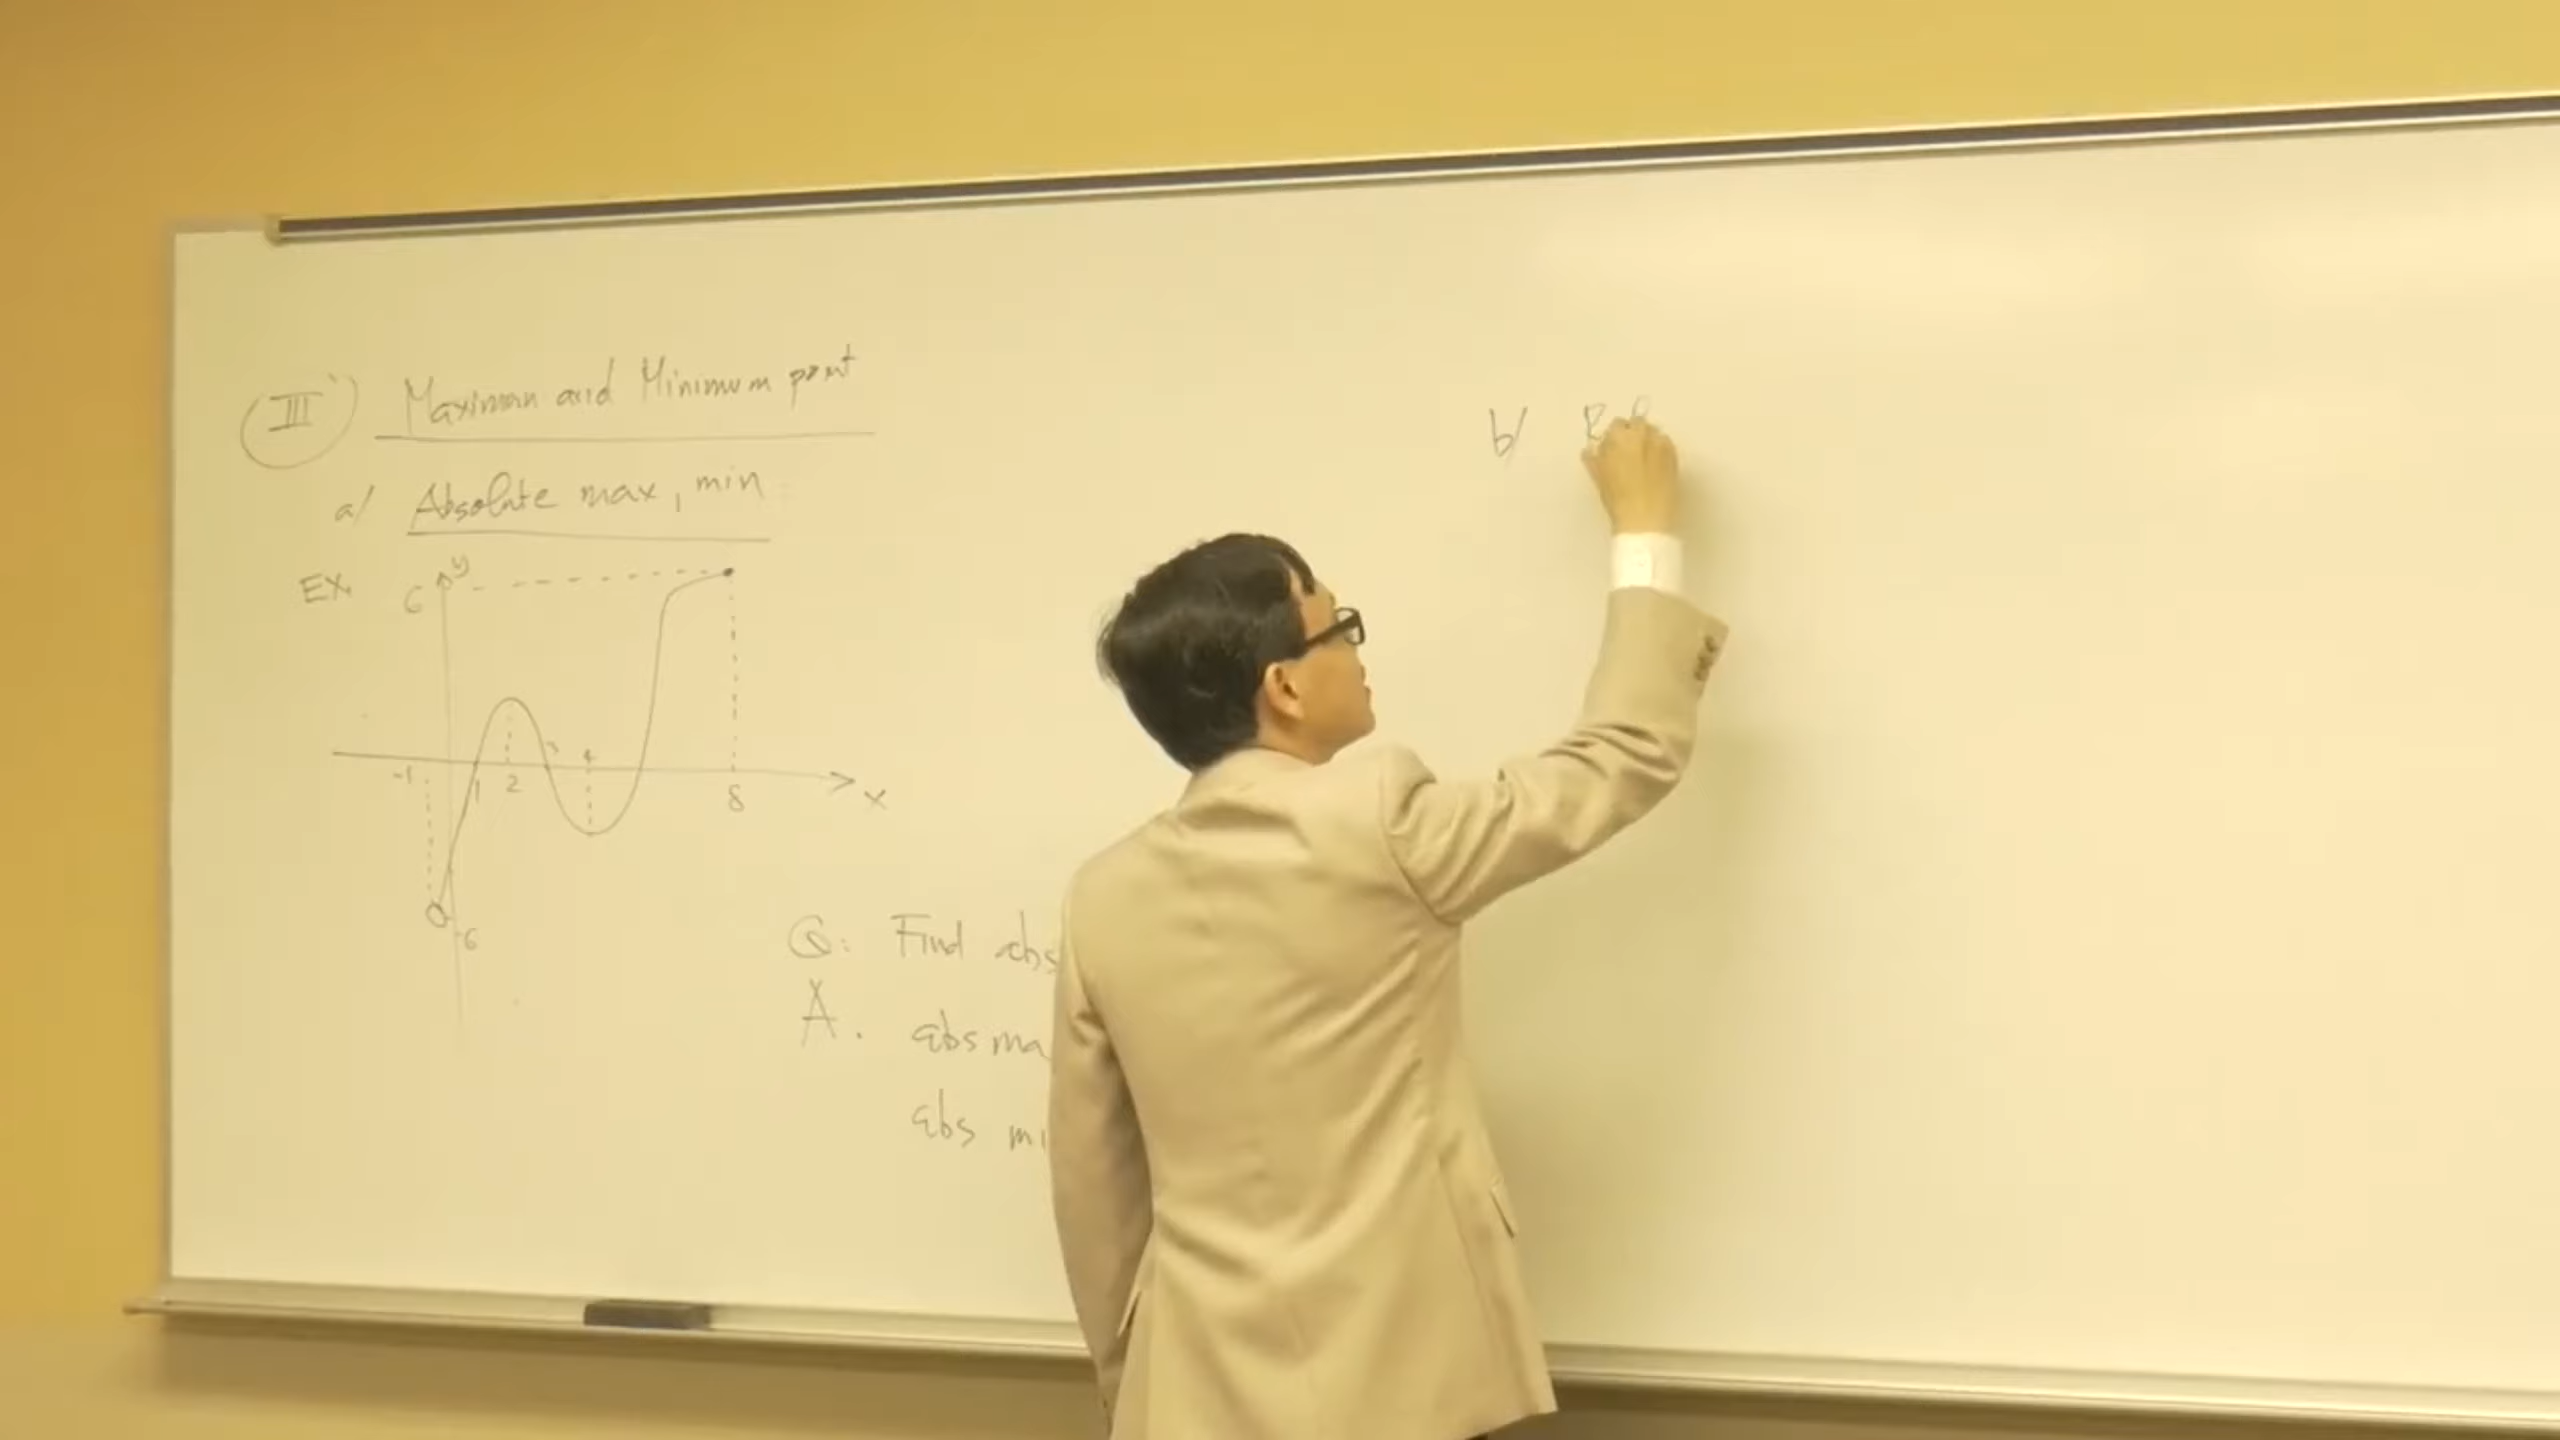 III) Maximum and Minimum point
a/ Absolute max, min
EX
y
6
-1
1
2
3
4
8
x
-6
Q: Find abs
A. abs ma
abs mi
b/